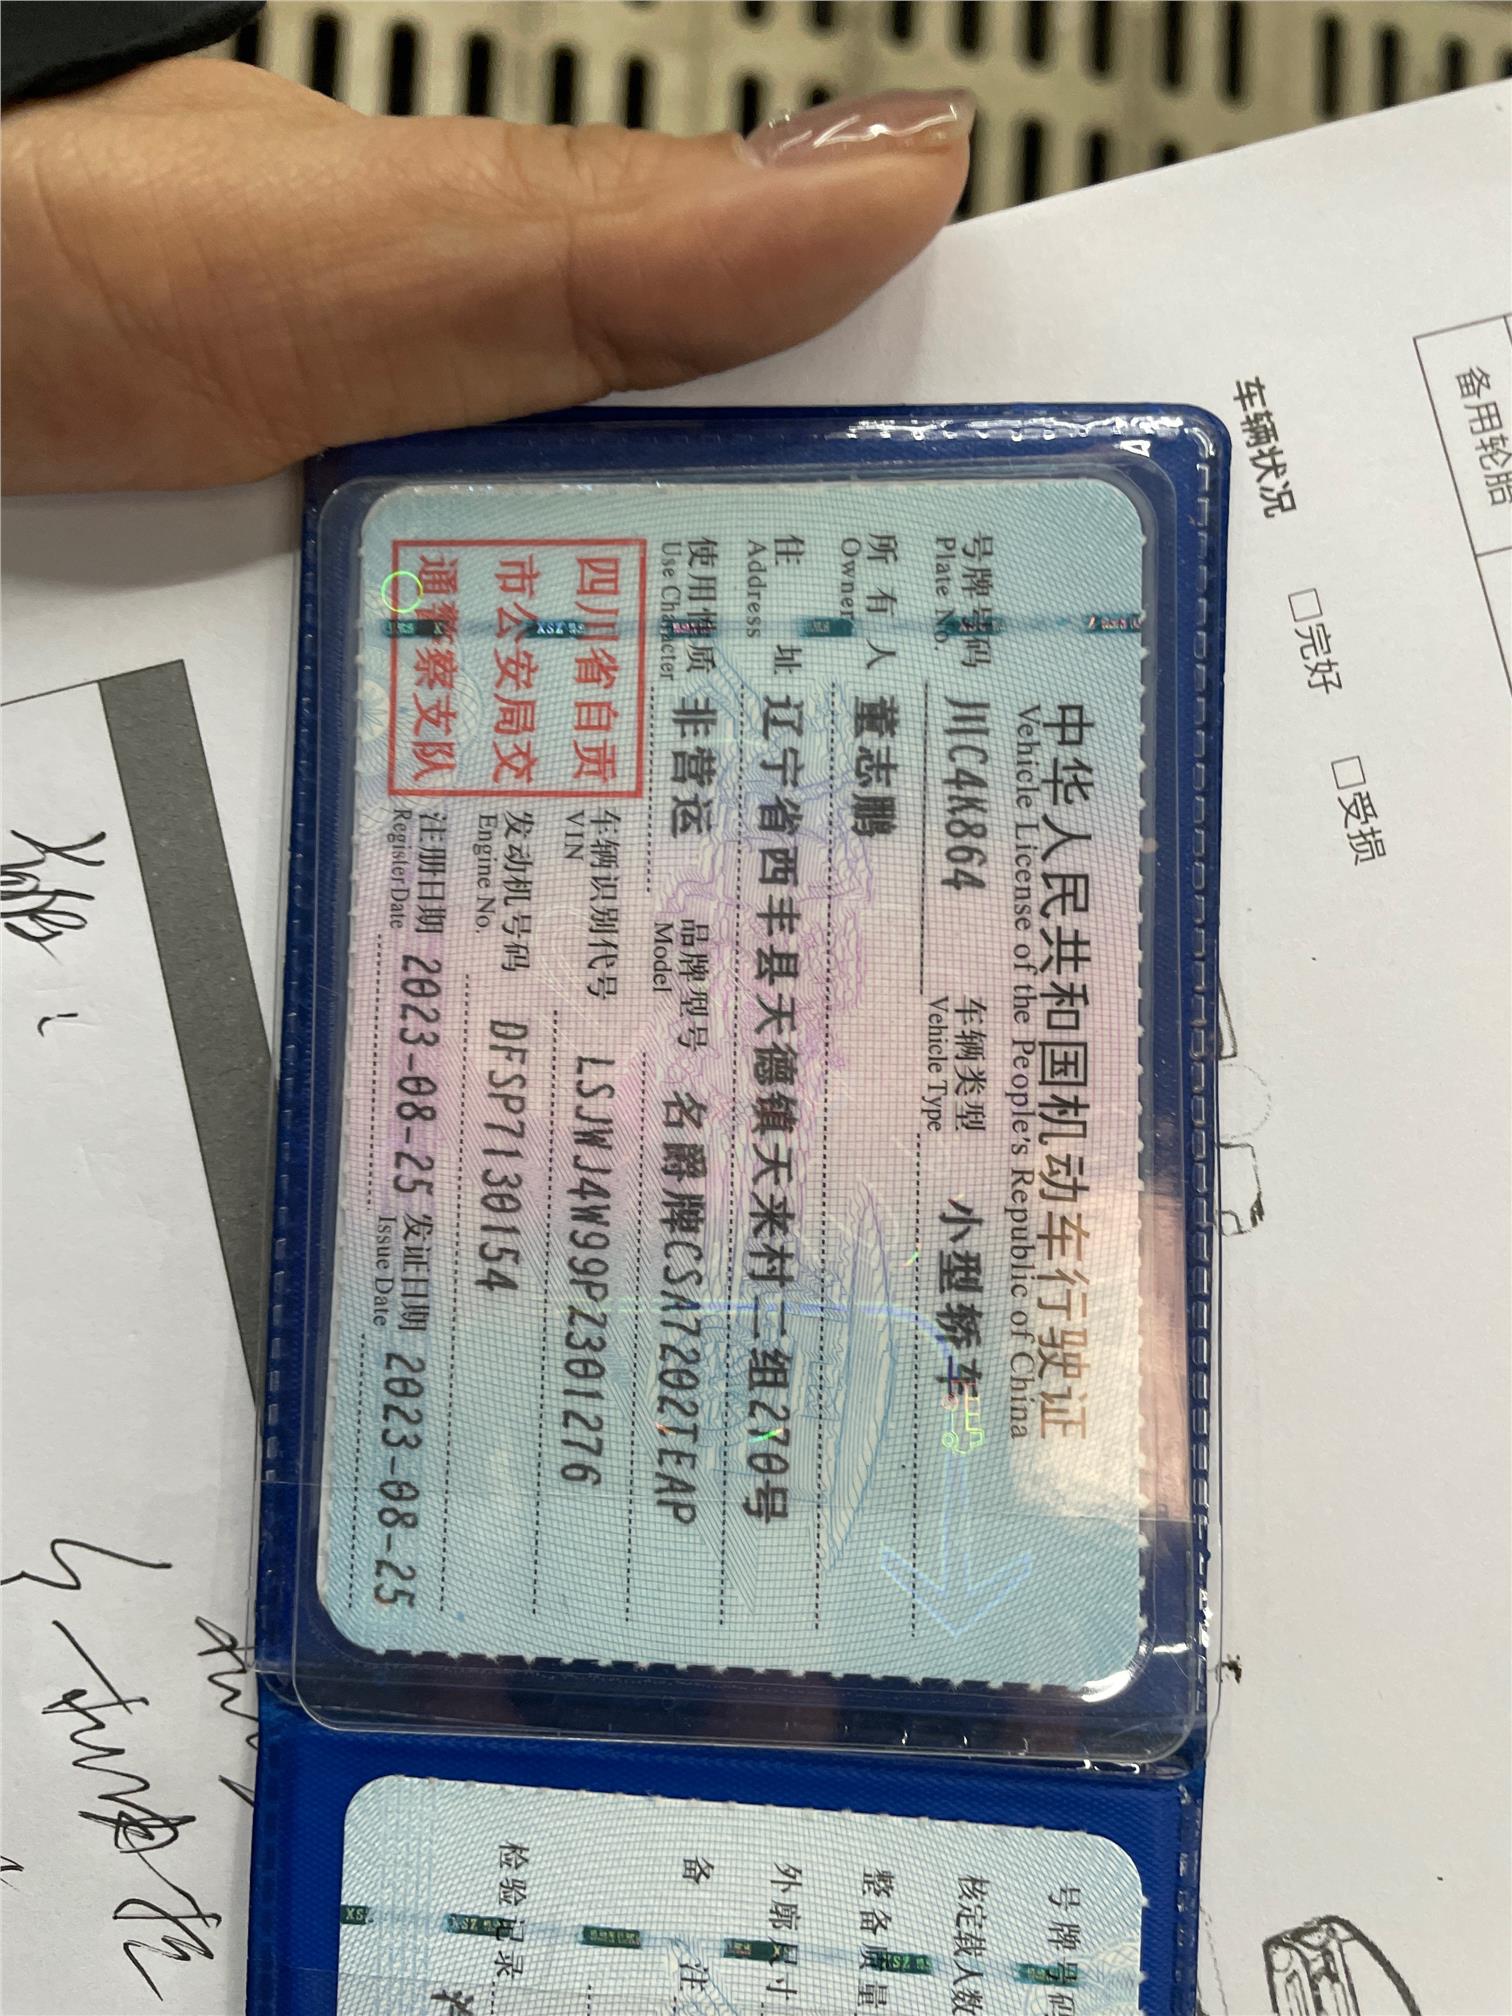 中华人民共和国机动车行驶证
Vehicle License of the People's Republic of China
号牌号码 川C4K864 车辆类型 小型轿车
Plate No. Vehicle Type
所有人 董志鹏
Owner
住址 辽宁省西丰县天德镇天来村二组270号
Address
使用性质 非营运 品牌型号 名爵牌CSA7202TEAP
Use Character Model
四川省自贡
市公安局交
通警察支队
车辆识别代号 LSJWJ4W99PZ301276
VIN
发动机号码 DFSP7130154
Engine No.
注册日期 2023-08-25 发证日期 2023-08-25
Register Date Issue Date
号牌号码
核定载人数
整备质量
外廓尺寸
备注
检验记录
备用轮胎
车辆状况 □完好 □受损